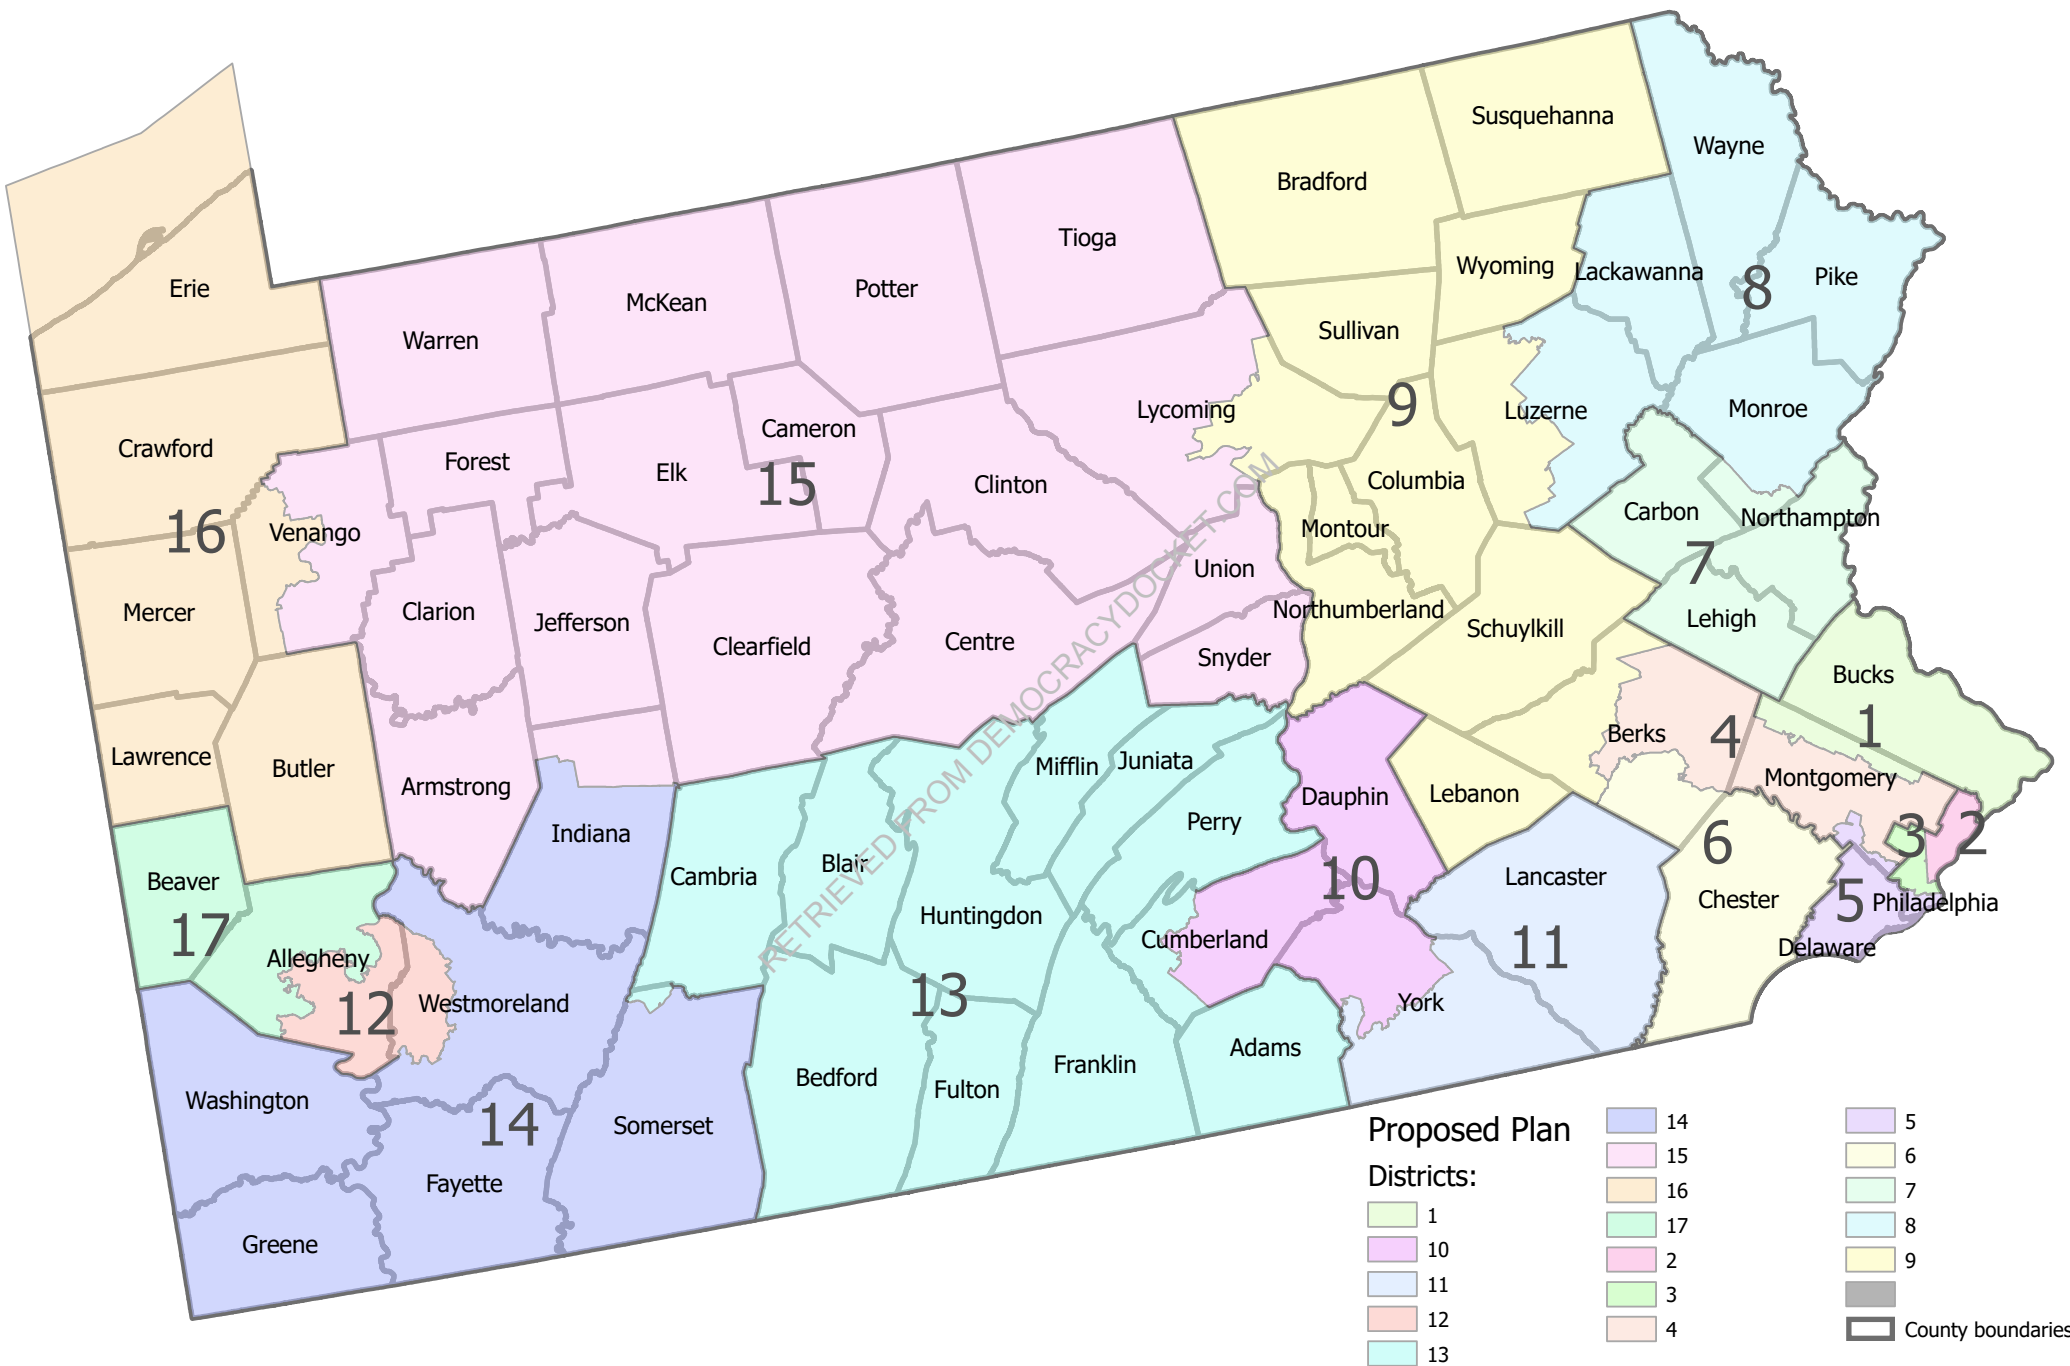 Susquehanna
Wayne
Bradford
Tioga
Wyoming
Lackawanna
Pike
8
Erie
Potter
McKean
Warren
Sullivan
Lycoming
9
Luzerne
Monroe
Crawford
Forest
Cameron
Elk
15
Clinton
Columbia
Carbon
Northampton
16
Venango
Montour
7
Union
Mercer
Clarion
Jefferson
Clearfield
Centre
Northumberland
Schuylkill
Lehigh
Snyder
Bucks
Lawrence
Butler
Armstrong
Mifflin
Juniata
Dauphin
Lebanon
Berks
4
1
Montgomery
Indiana
Perry
3
2
6
Beaver
Cambria
Blair
10
Lancaster
Chester
5
Philadelphia
17
Huntingdon
Cumberland
11
Delaware
Allegheny
12
Westmoreland
13
York
Washington
14
Somerset
Bedford
Fulton
Franklin
Adams
Fayette
Greene
RETRIEVED FROM DEMOCRACYDOCKET.COM
Proposed Plan
Districts:
1
10
11
12
13
14
15
16
17
2
3
4
5
6
7
8
9
County boundaries